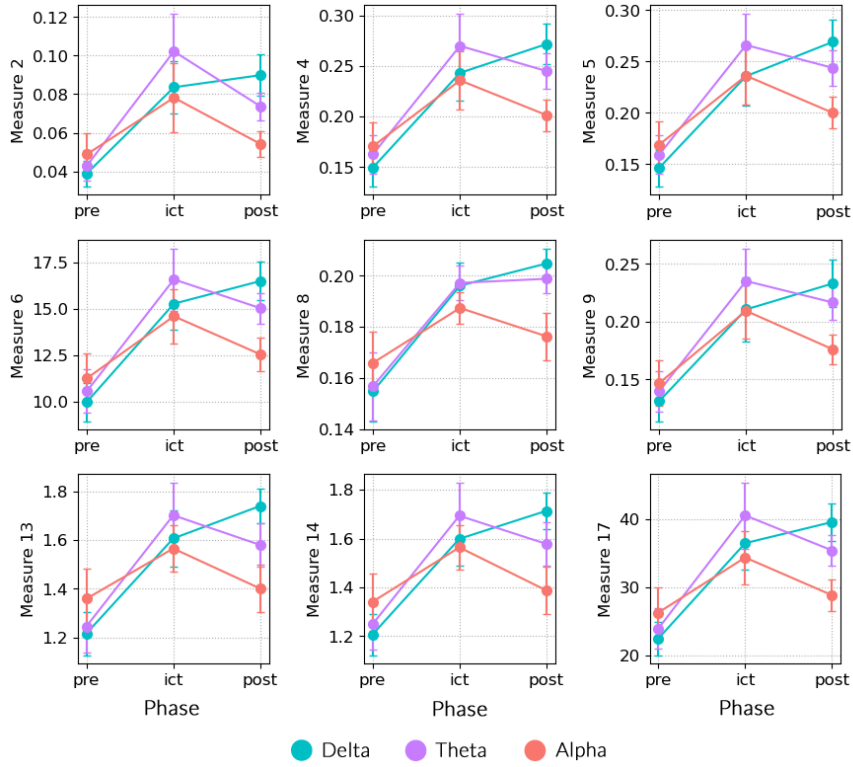 Measure 2
0.12
0.10
0.08
0.06
0.04
pre ict post
Measure 4
0.30
0.25
0.20
0.15
pre ict post
Measure 5
0.30
0.25
0.20
0.15
pre ict post
Measure 6
17.5
15.0
12.5
10.0
pre ict post
Measure 8
0.20
0.18
0.16
0.14
pre ict post
Measure 9
0.25
0.20
0.15
pre ict post
Measure 13
1.8
1.6
1.4
1.2
pre ict post
Phase
Measure 14
1.8
1.6
1.4
1.2
pre ict post
Phase
Measure 17
40
30
20
pre ict post
Phase
Delta Theta Alpha